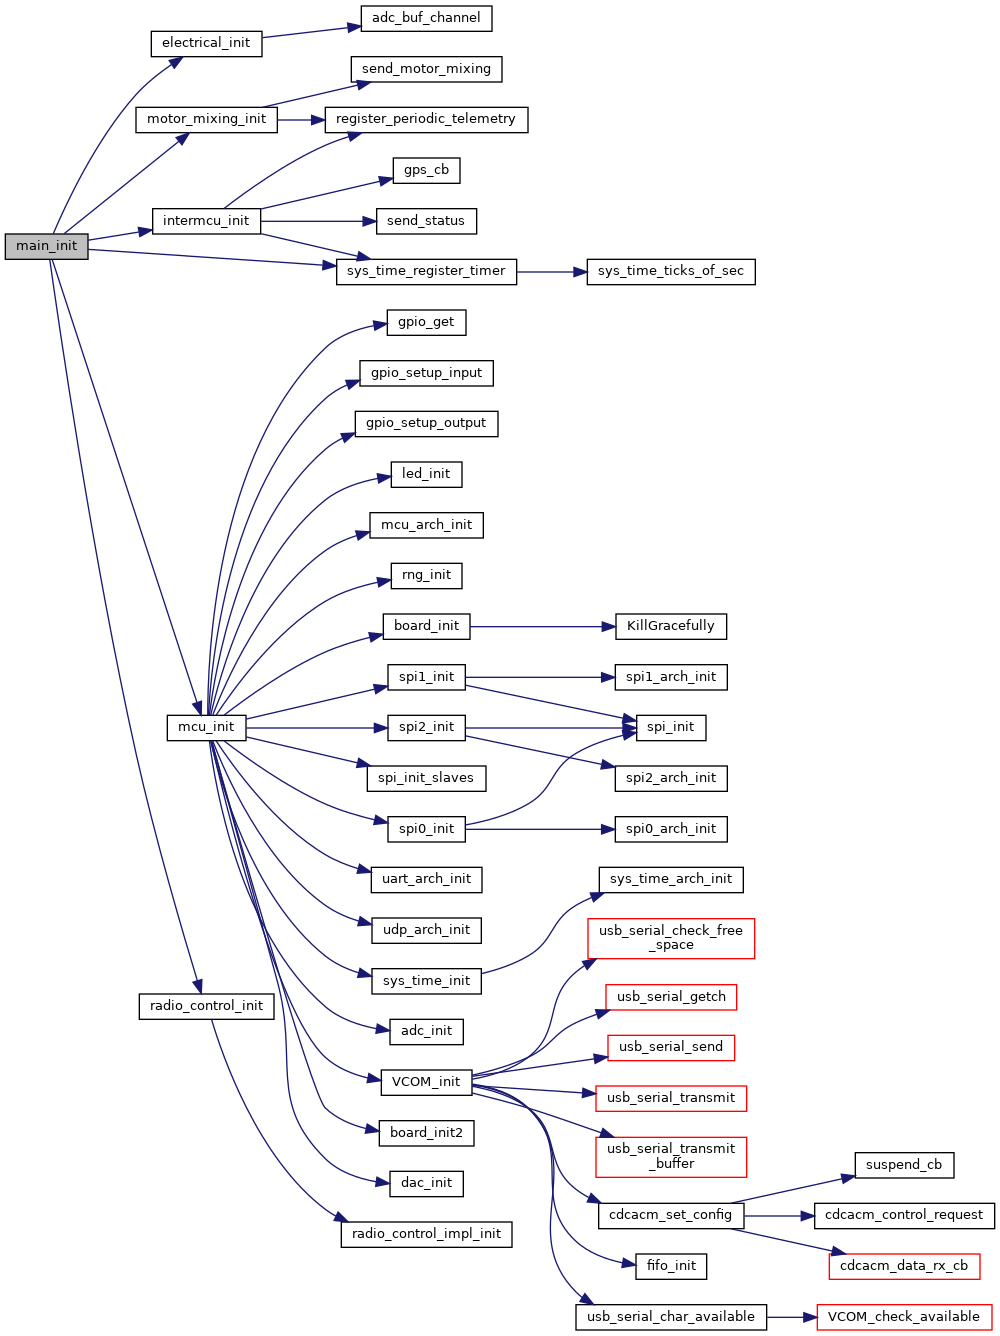 adc_buf_channel
electrical_init
send_motor_mixing
motor_mixing_init
register_periodic_telemetry
gps_cb
intermcu_init
send_status
main_init
sys_time_register_timer
sys_time_ticks_of_sec
gpio_get
gpio_setup_input
gpio_setup_output
led_init
mcu_arch_init
rng_init
board_init
KillGracefully
spi1_init
spi1_arch_init
mcu_init
spi2_init
spi_init
spi_init_slaves
spi2_arch_init
spi0_init
spi0_arch_init
uart_arch_init
sys_time_arch_init
udp_arch_init
usb_serial_check_free
_space
sys_time_init
usb_serial_getch
radio_control_init
adc_init
usb_serial_send
VCOM_init
usb_serial_transmit
board_init2
usb_serial_transmit
_buffer
suspend_cb
dac_init
cdcacm_set_config
cdcacm_control_request
radio_control_impl_init
fifo_init
cdcacm_data_rx_cb
usb_serial_char_available
VCOM_check_available